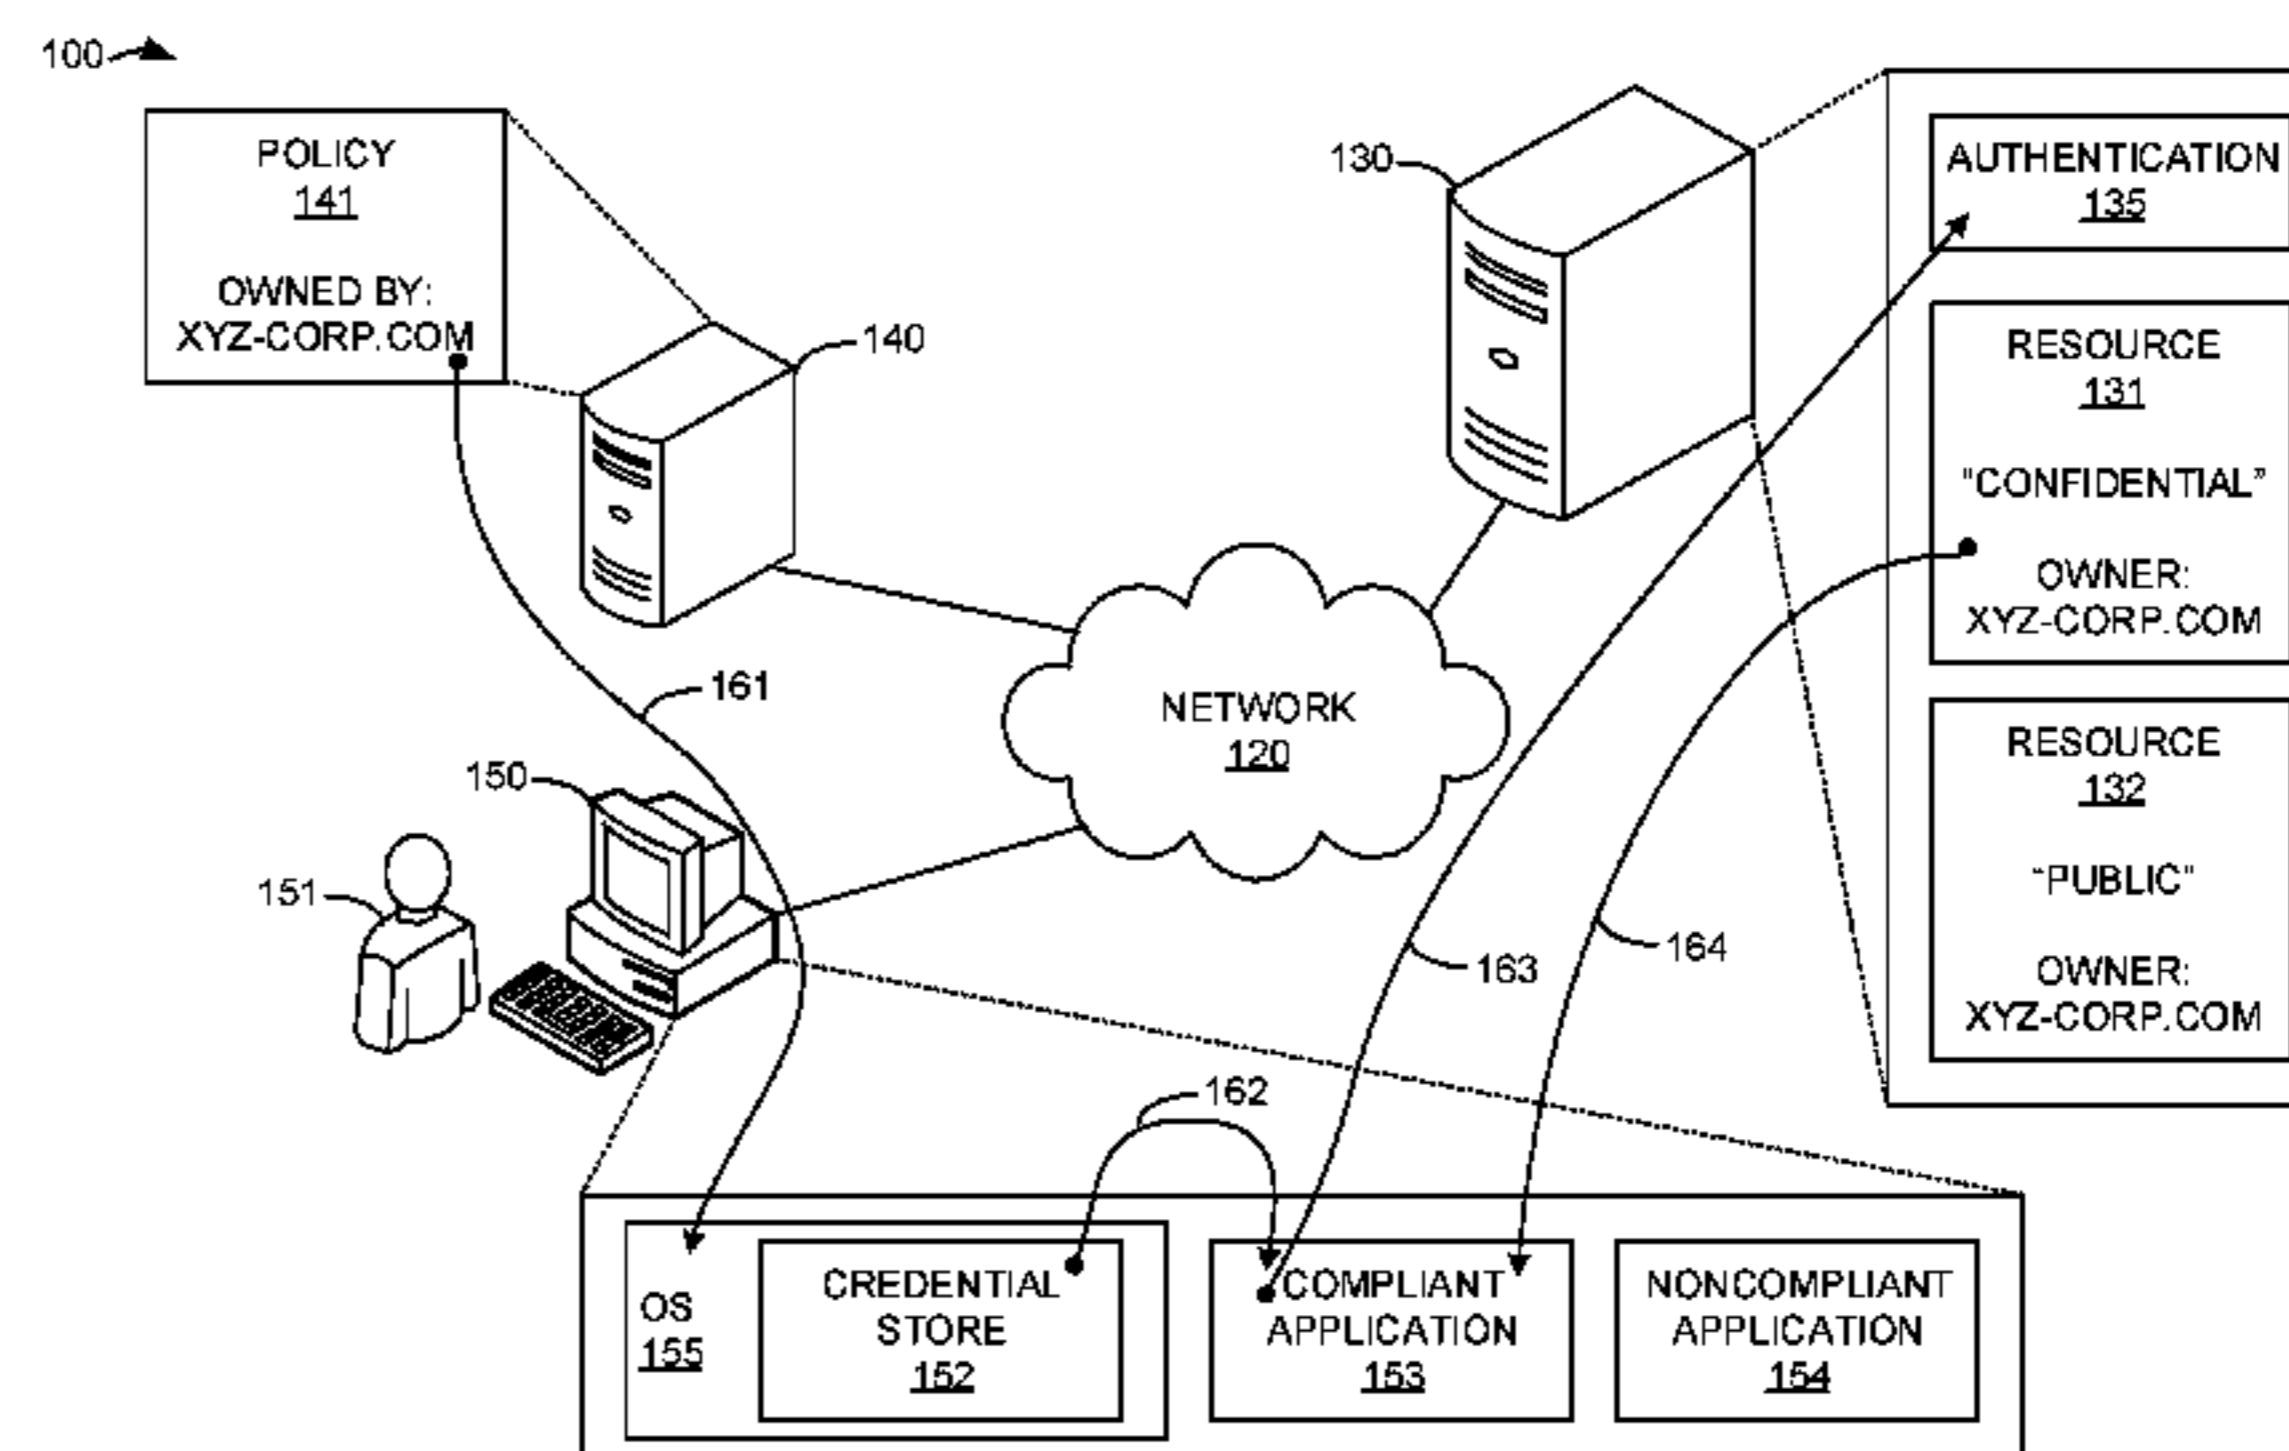 100
POLICY
141
OWNED BY:
XYZ-CORP.COM
140
130
AUTHENTICATION
135
RESOURCE
131
"CONFIDENTIAL”
OWNER:
XYZ-CORP.COM
RESOURCE
132
“PUBLIC"
OWNER:
XYZ-CORP.COM
161
NETWORK
120
150
151
163
164
162
OS
155
CREDENTIAL
STORE
152
COMPLIANT
APPLICATION
153
NONCOMPLIANT
APPLICATION
154